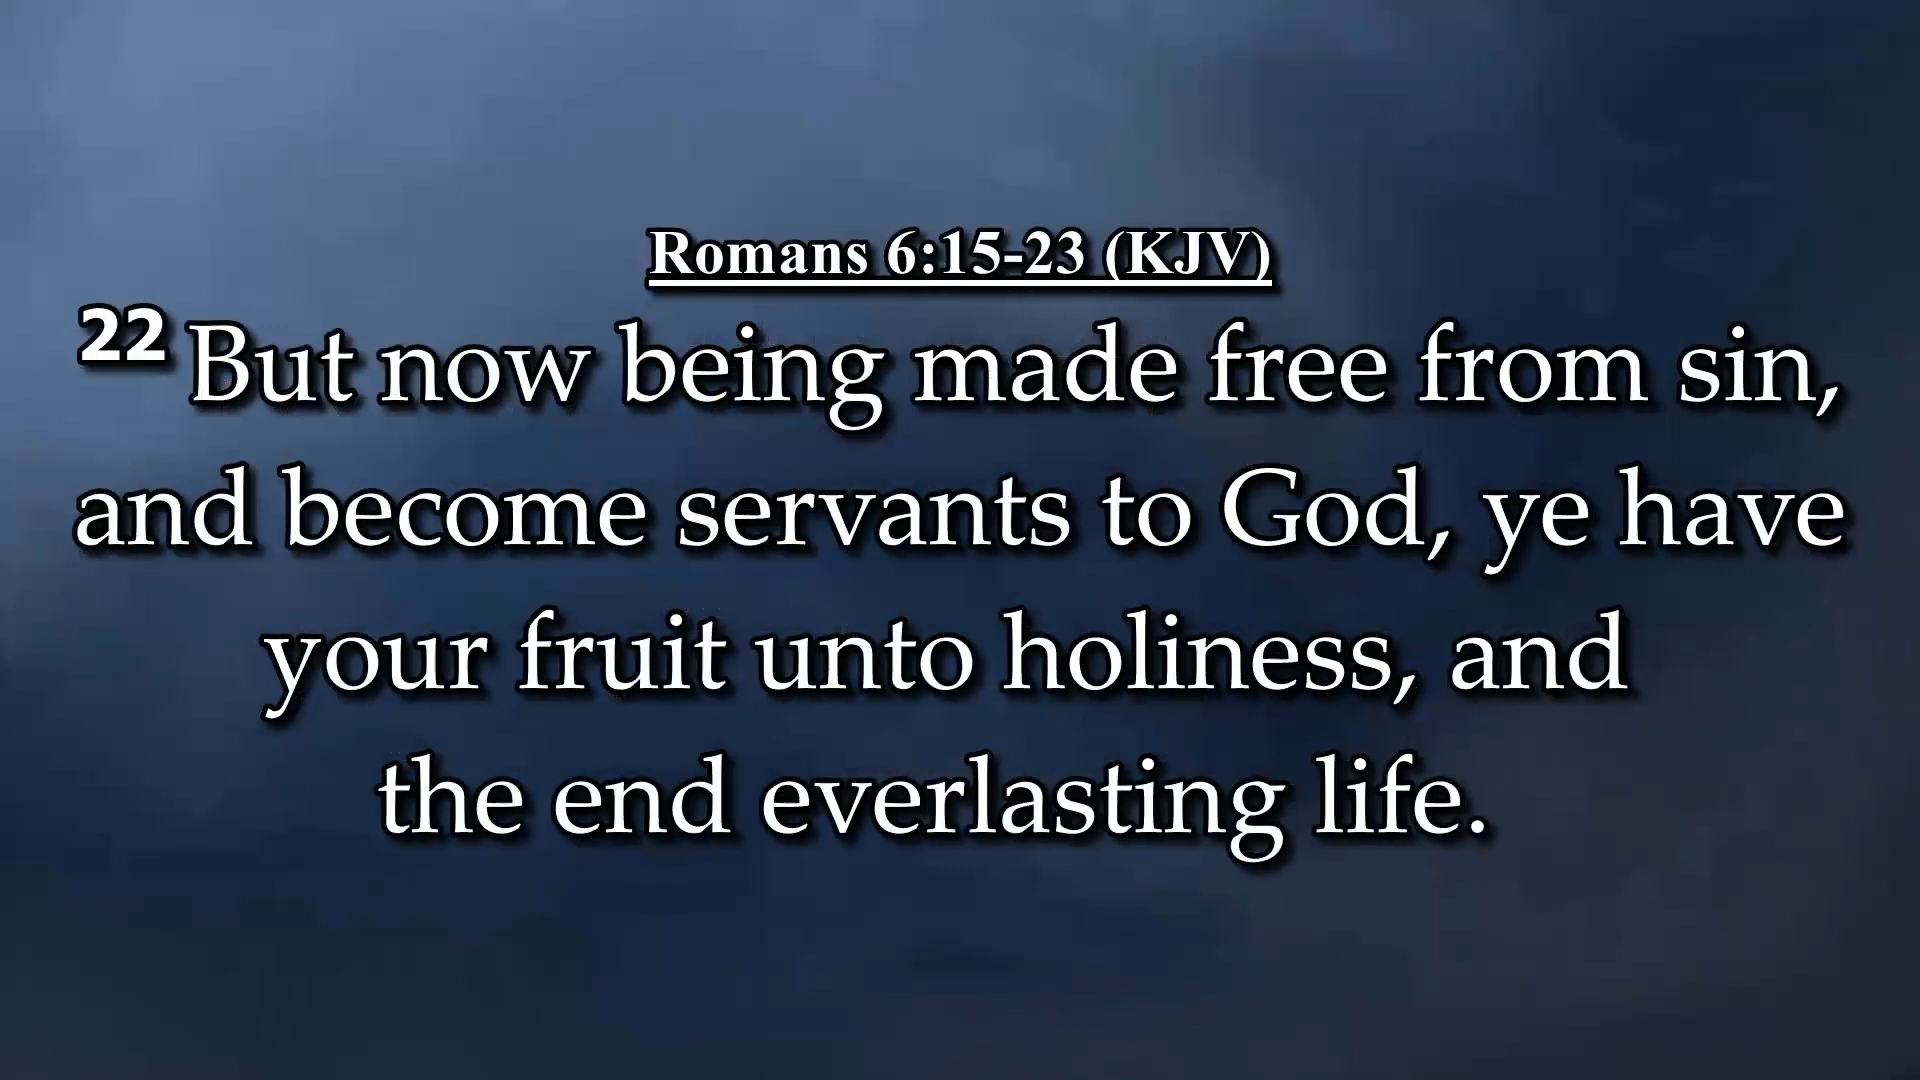 Romans 6:15-23 (KJV)
22 But now being made free from sin,
and become servants to God, ye have
your fruit unto holiness, and
the end everlasting life.